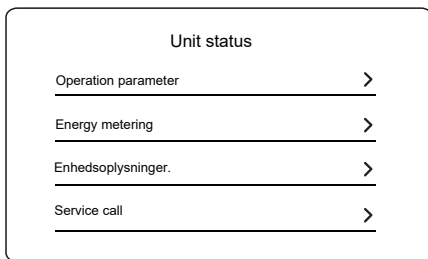 Unit status
Operation parameter
Energy metering
Enhedsoplysninger.
Service call